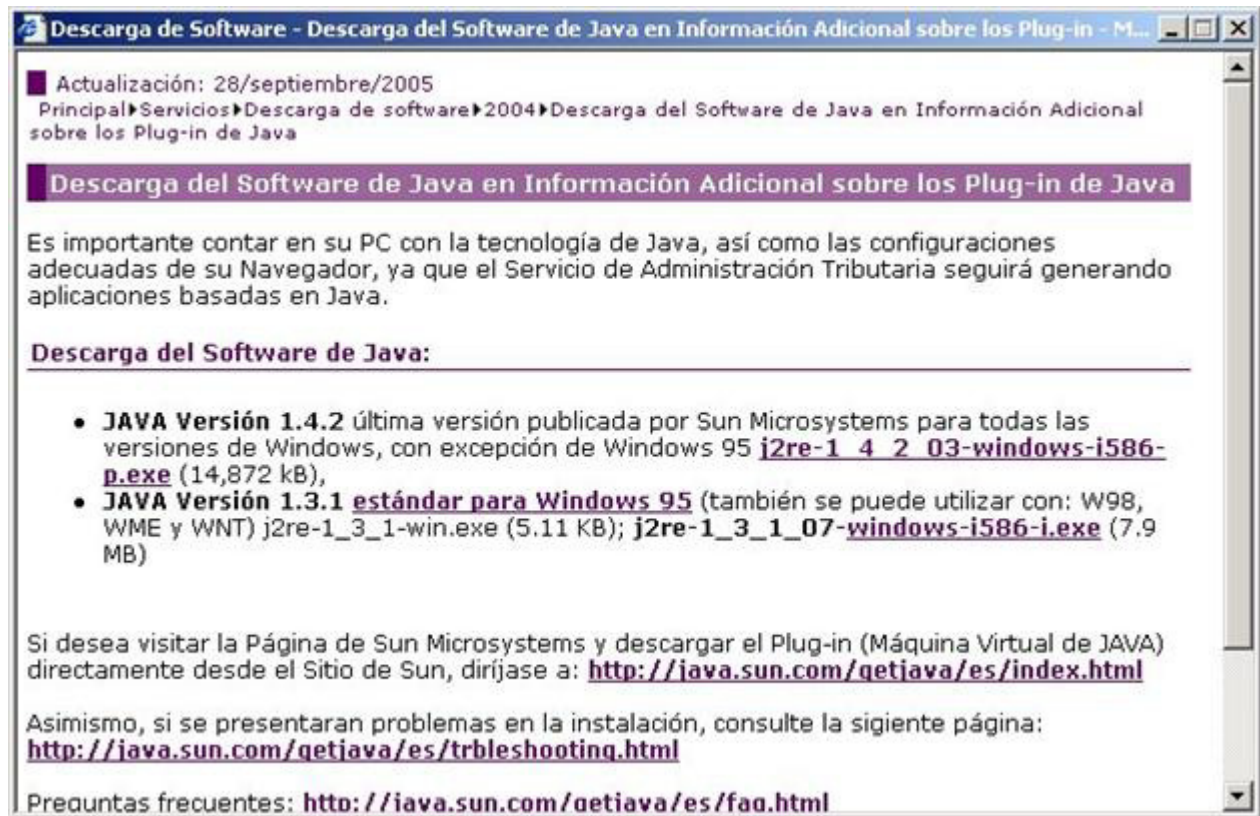 Descarga de Software - Descarga del Software de Java en Información Adicional sobre los Plug-in - M...
Actualización: 28/septiembre/2005
Principal▸Servicios▸Descarga de software▸2004▸Descarga del Software de Java en Información Adicional
sobre los Plug-in de Java
Descarga del Software de Java en Información Adicional sobre los Plug-in de Java
Es importante contar en su PC con la tecnología de Java, así como las configuraciones
adecuadas de su Navegador, ya que el Servicio de Administración Tributaria seguirá generando
aplicaciones basadas en Java.
Descarga del Software de Java:
• JAVA Versión 1.4.2 última versión publicada por Sun Microsystems para todas las
versiones de Windows, con excepción de Windows 95 j2re-1_4_2_03-windows-i586-
p.exe (14,872 kB),
• JAVA Versión 1.3.1 estándar para Windows 95 (también se puede utilizar con: W98,
WME y WNT) j2re-1_3_1-win.exe (5.11 KB); j2re-1_3_1_07-windows-i586-i.exe (7.9
MB)
Si desea visitar la Página de Sun Microsystems y descargar el Plug-in (Máquina Virtual de JAVA)
directamente desde el Sitio de Sun, diríjase a: http://java.sun.com/getjava/es/index.html
Asimismo, si se presentaran problemas en la instalación, consulte la sigiente página:
http://java.sun.com/getjava/es/trbleshooting.html
Preguntas frecuentes: http://java.sun.com/getjava/es/faq.html